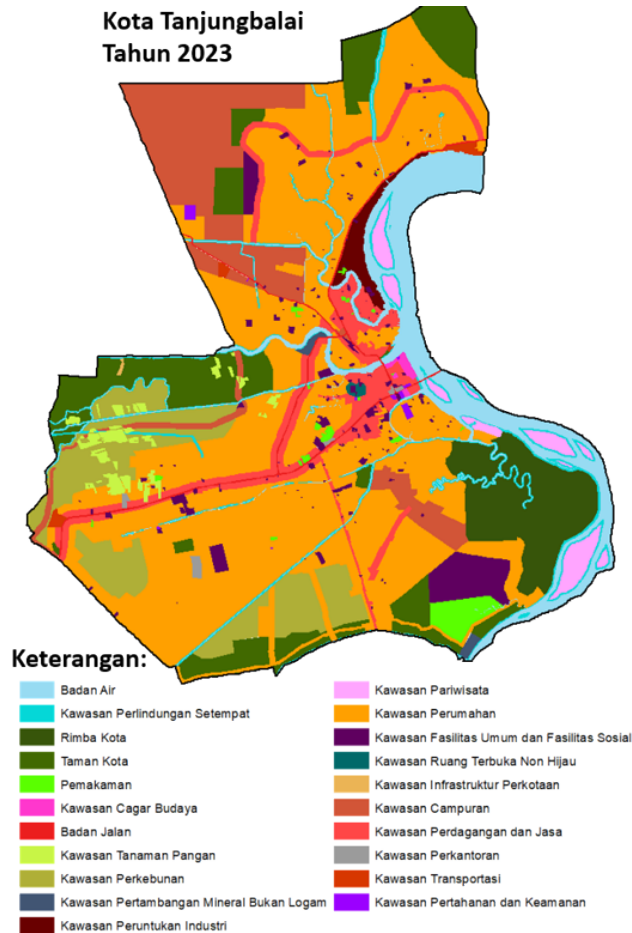 Kota Tanjungbalai
Tahun 2023
Keterangan:
Badan Air
Kawasan Perlindungan Setempat
Rimba Kota
Taman Kota
Pemakaman
Kawasan Cagar Budaya
Badan Jalan
Kawasan Tanaman Pangan
Kawasan Perkebunan
Kawasan Pertambangan Mineral Bukan Logam
Kawasan Peruntukan Industri
Kawasan Pariwisata
Kawasan Perumahan
Kawasan Fasilitas Umum dan Fasilitas Sosial
Kawasan Ruang Terbuka Non Hijau
Kawasan Infrastruktur Perkotaan
Kawasan Campuran
Kawasan Perdagangan dan Jasa
Kawasan Perkantoran
Kawasan Transportasi
Kawasan Pertahanan dan Keamanan